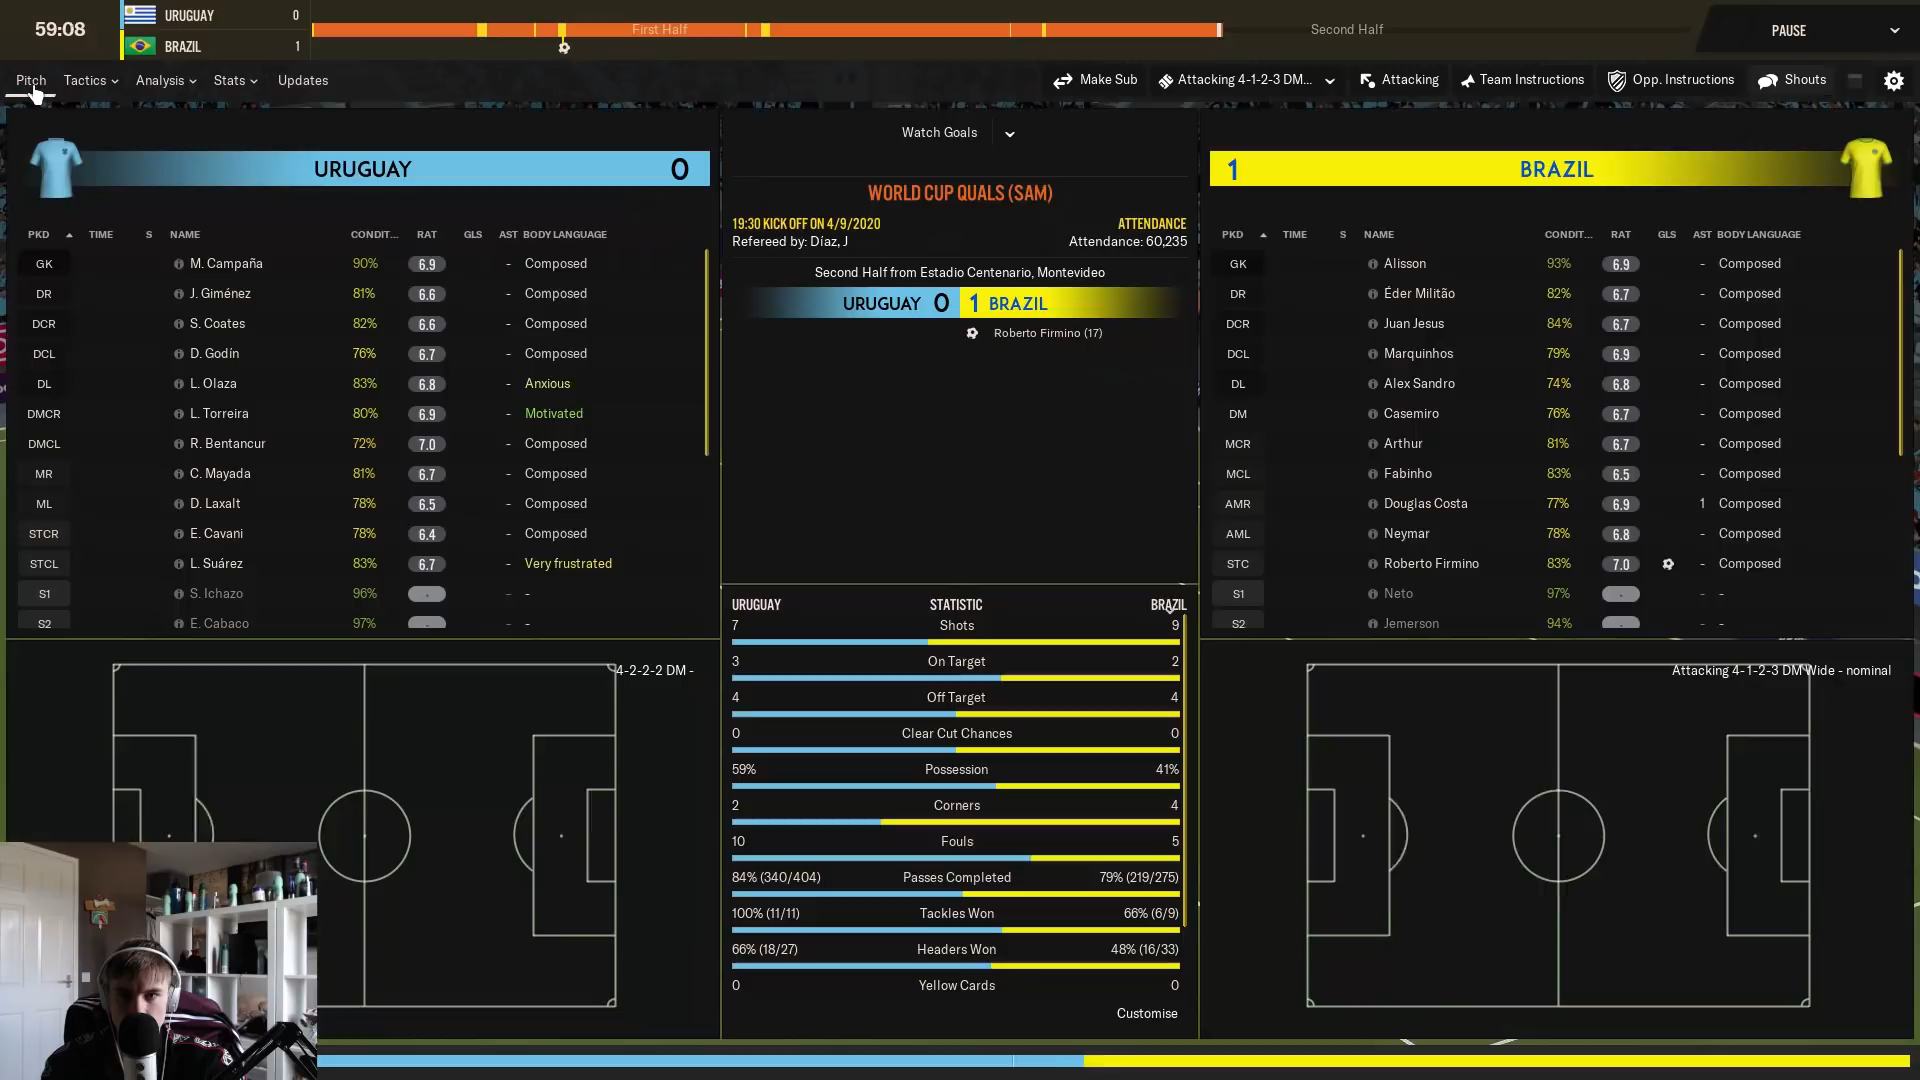 59:08
URUGUAY 0
BRAZIL 1
First Half
Second Half
PAUSE
Pitch Tactics Analysis Stats Updates
Make Sub Attacking 4-1-2-3 DM... Attacking Team Instructions Opp. Instructions Shouts
URUGUAY 0
PKD TIME S NAME CONDIT... RAT GLS AST BODY LANGUAGE
GK M. Campaña 90% 6.9 - Composed
DR J. Giménez 81% 6.6 - Composed
DCR S. Coates 82% 6.6 - Composed
DCL D. Godín 76% 6.7 - Composed
DL L. Olaza 83% 6.8 - Anxious
DMCR L. Torreira 80% 6.9 - Motivated
DMCL R. Bentancur 72% 7.0 - Composed
MR C. Mayada 81% 6.7 - Composed
ML D. Laxalt 78% 6.5 - Composed
STCR E. Cavani 78% 6.4 - Composed
STCL L. Suárez 83% 6.7 - Very frustrated
S1 S. Ichazo 96% - - -
S2 E. Cabaco 97% - - -
4-2-2-2 DM -
Watch Goals
WORLD CUP QUALS (SAM)
19:30 KICK OFF ON 4/9/2020 ATTENDANCE
Refereed by: Díaz, J Attendance: 60,235
Second Half from Estadio Centenario, Montevideo
URUGUAY 0 1 BRAZIL
Roberto Firmino (17)
URUGUAY STATISTIC BRAZIL
7 Shots 9
3 On Target 2
4 Off Target 4
0 Clear Cut Chances 0
59% Possession 41%
2 Corners 4
10 Fouls 5
84% (340/404) Passes Completed 79% (219/275)
100% (11/11) Tackles Won 66% (6/9)
66% (18/27) Headers Won 48% (16/33)
0 Yellow Cards 0
Customise
1 BRAZIL
PKD TIME S NAME CONDIT... RAT GLS AST BODY LANGUAGE
GK Alisson 93% 6.9 - Composed
DR Éder Militão 82% 6.7 - Composed
DCR Juan Jesus 84% 6.7 - Composed
DCL Marquinhos 79% 6.9 - Composed
DL Alex Sandro 74% 6.8 - Composed
DM Casemiro 76% 6.7 - Composed
MCR Arthur 81% 6.7 - Composed
MCL Fabinho 83% 6.5 - Composed
AMR Douglas Costa 77% 6.9 1 Composed
AML Neymar 78% 6.8 - Composed
STC Roberto Firmino 83% 7.0 - Composed
S1 Neto 97% - - -
S2 Jemerson 94% - - -
Attacking 4-1-2-3 DM Wide - nominal